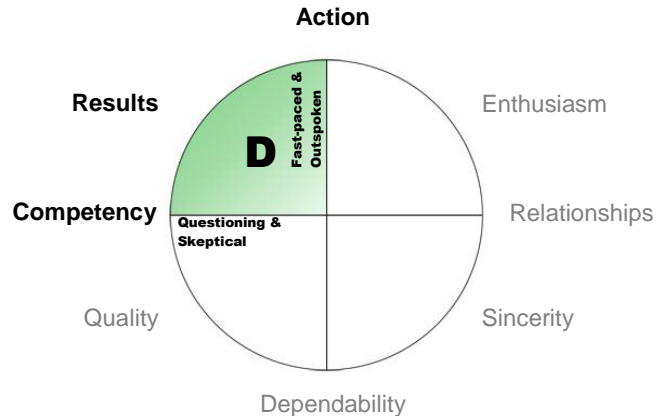 Action
Results
Enthusiasm
Fast-paced &
Outspoken
D
Competency
Relationships
Questioning &
Skeptical
Quality
Sincerity
Dependability